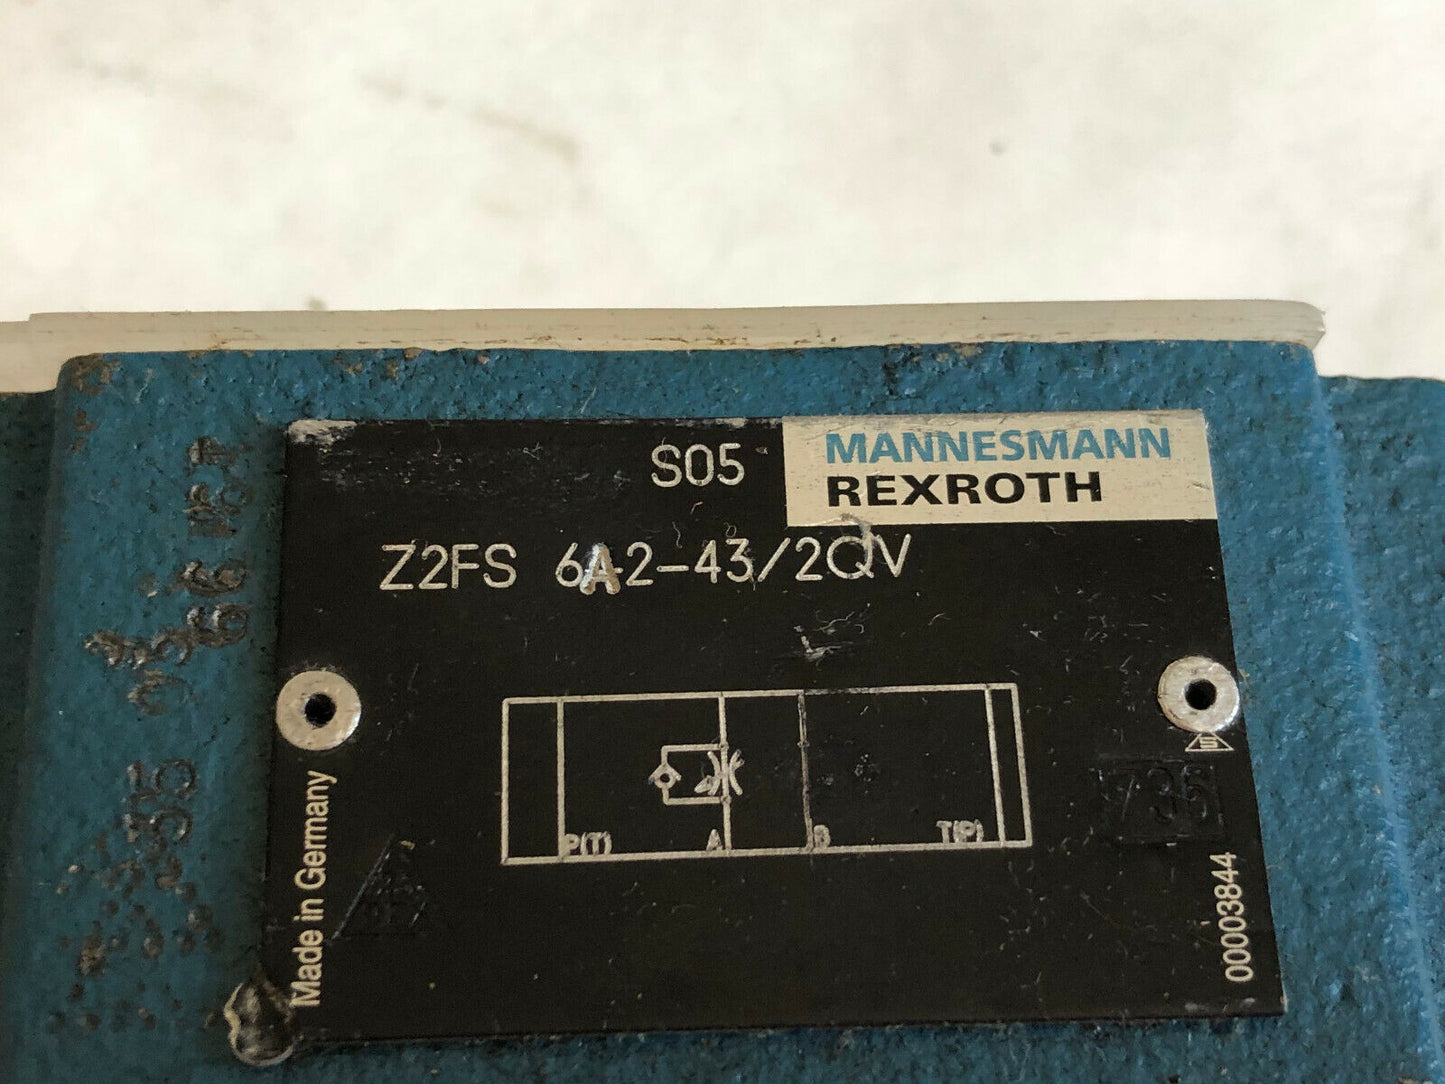 S05
MANNESMANN
REXROTH
Z2FS 6A2-43/2QV
P(T) A B T(P)
Made in Germany
00003844